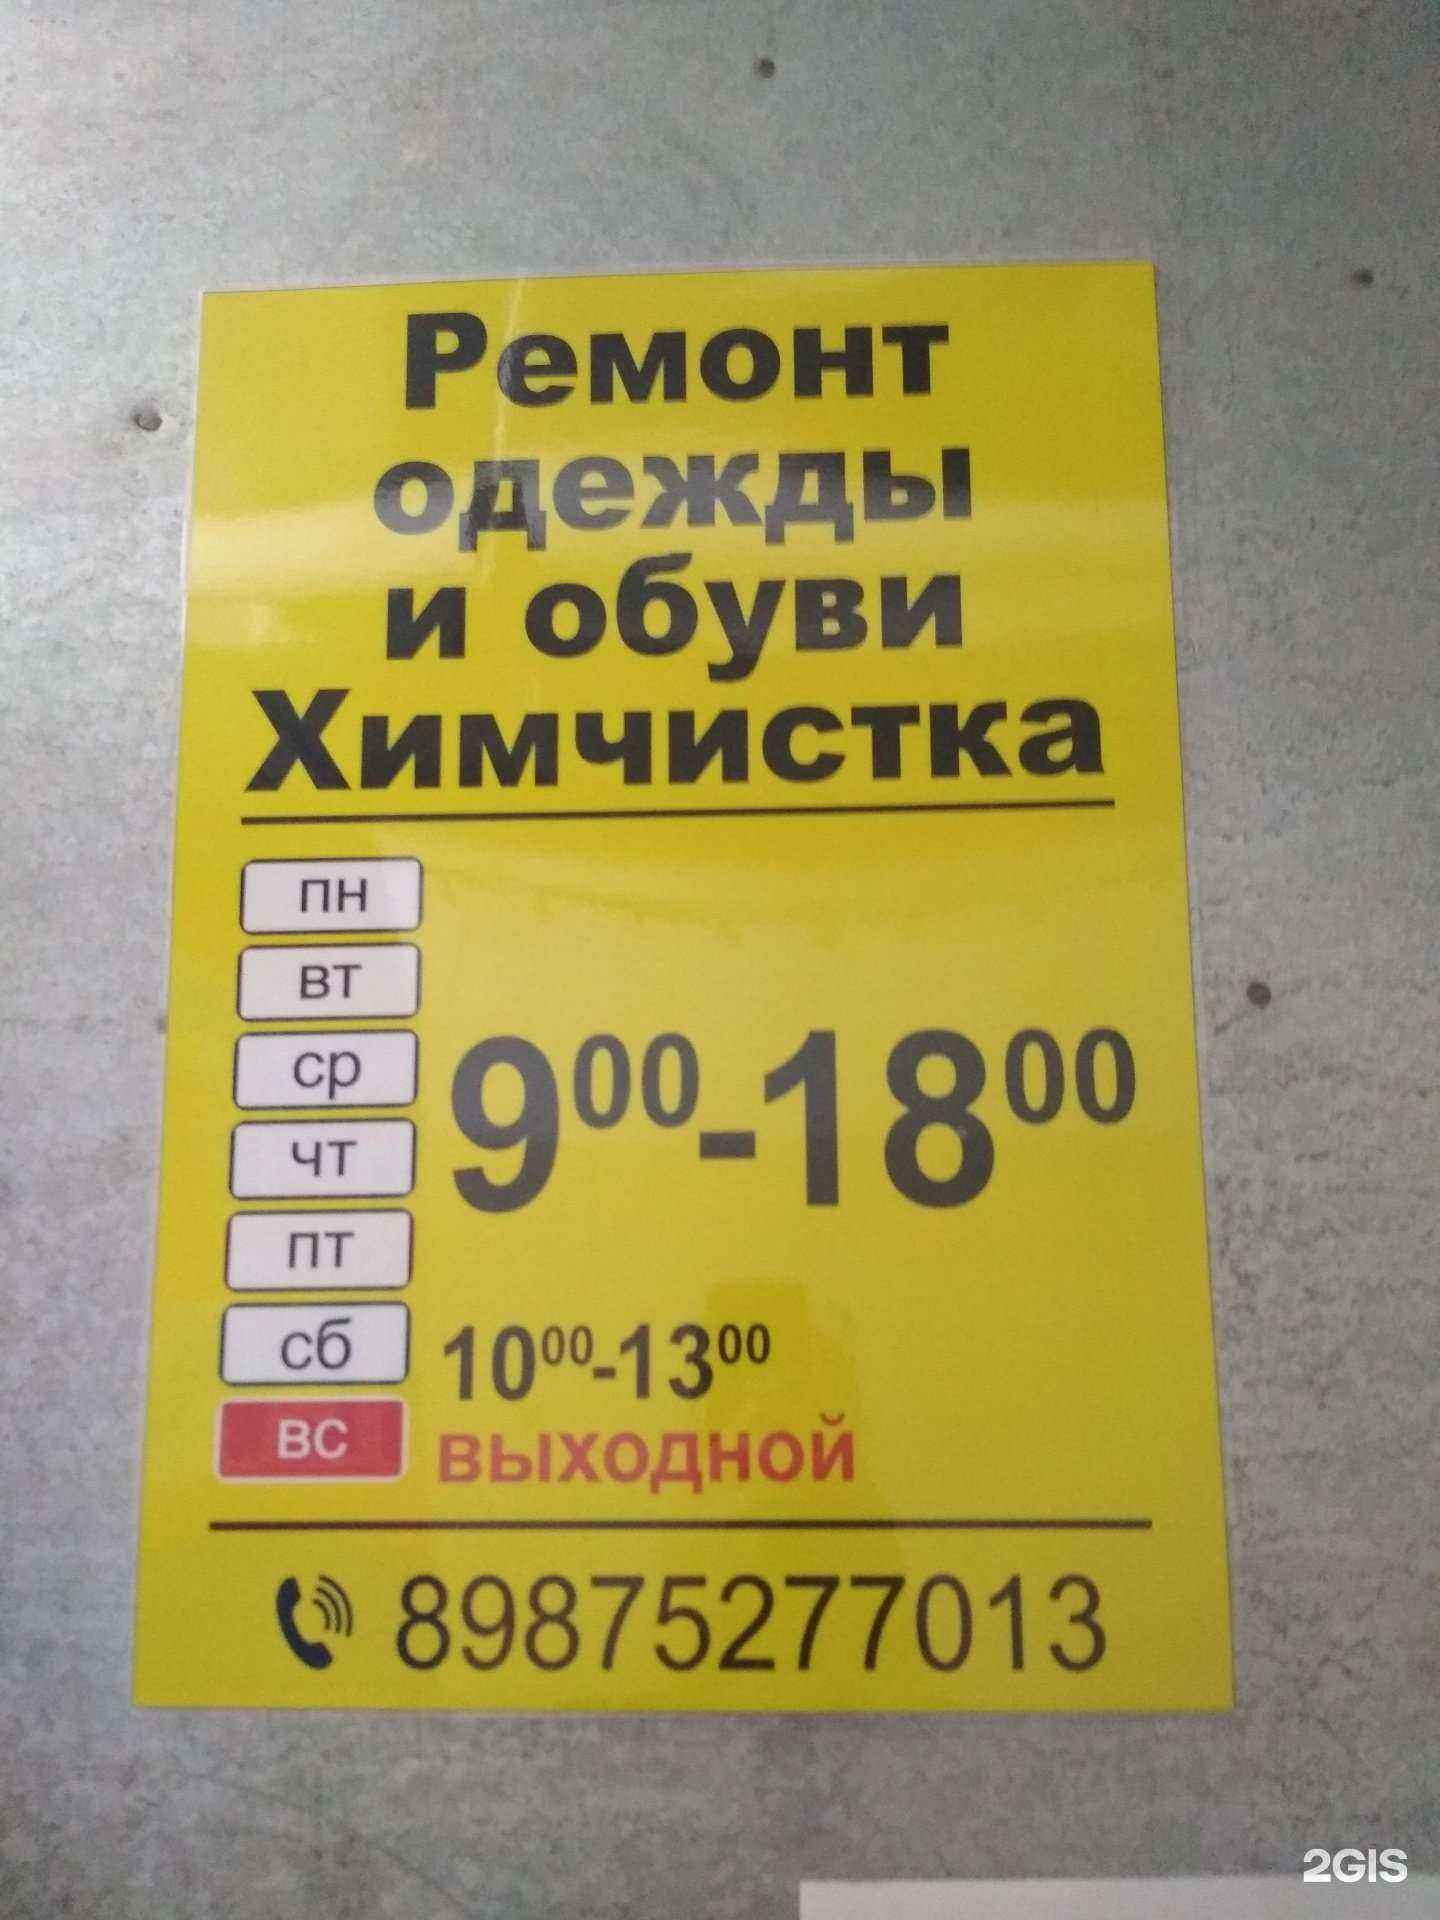 Ремонт
одежды
и обуви
Химчистка
пн
вт
ср
чт
пт
9⁰⁰-18⁰⁰
сб 10⁰⁰-13⁰⁰
вс выходной
89875277013
2GIS